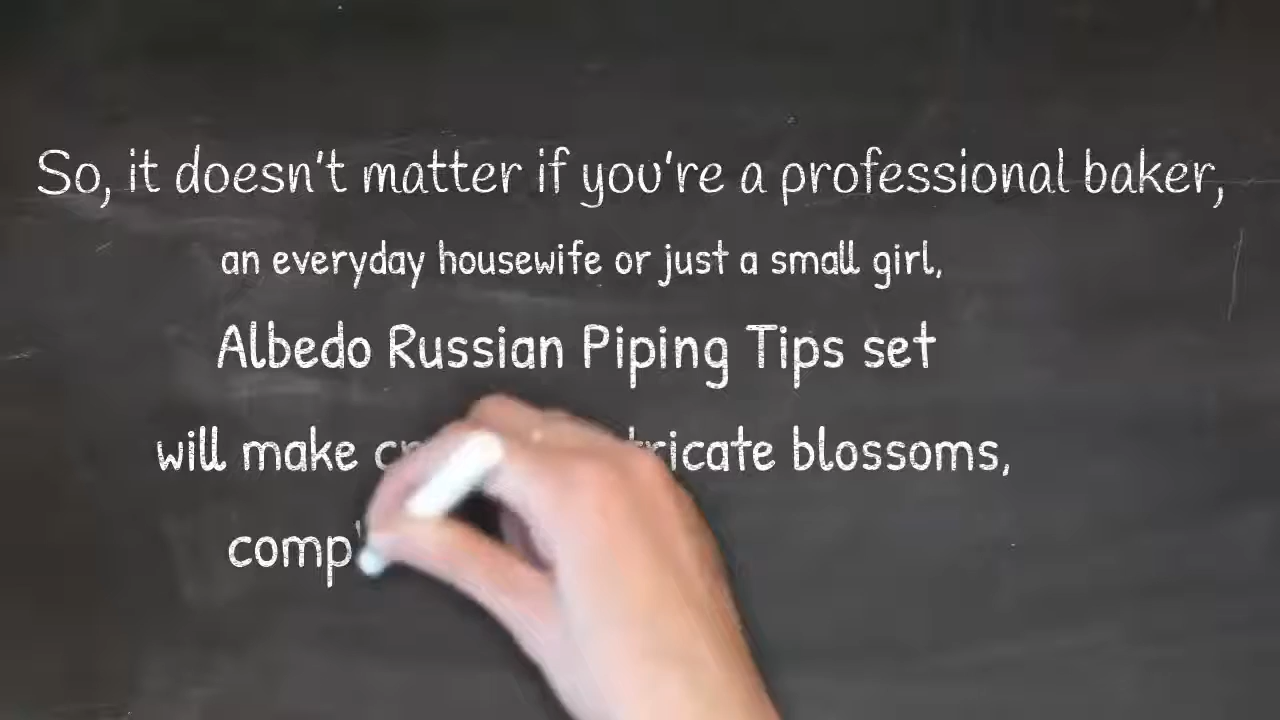 So, it doesn't matter if you're a professional baker,
an everyday housewife or just a small girl,
Albedo Russian Piping Tips set
will make blossoms,